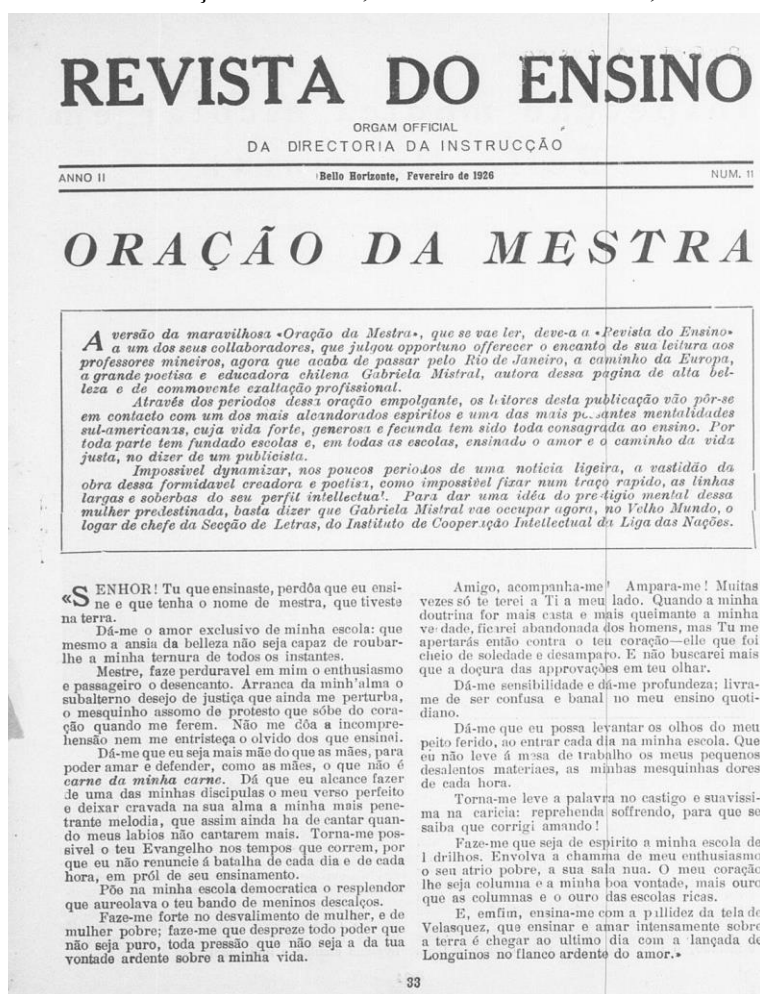 REVISTA DO ENSINO
ORGAM OFFICIAL
DA DIRECTORIA DA INSTRUCÇÃO
ANNO II
Bello Horizonte, Fevereiro de 1926
NUM. 11
ORAÇÃO DA MESTRA
A versão da maravilhosa «Oração da Mestra», que se vae ler, deve-a a «Revista do Ensino»
a um dos seus collaboradores, que julgou opportuno offerecer o encanto de sua leitura aos
professores mineiros, agora que acaba de passar pelo Rio de Janeiro, a caminho da Europa,
a grande poetisa e educadora chilena Gabriela Mistral, autora dessa pagina de alta bel-
leza e de commovente exaltação profissional.
Através dos periodos dessa oração empolgante, os leitores desta publicação vão pôr-se
em contacto com um dos mais alcandorados espiritos e uma das mais possantes mentalidades
sul-americanas, cuja vida forte, generosa e fecunda tem sido toda consagrada ao ensino. Por
toda parte tem fundado escolas e, em todas as escolas, ensinado o amor e o caminho da vida
justa, no dizer de um publicista.
Impossivel dynamizar, nos poucos periodos de uma noticia ligeira, a vastidão da
obra dessa formidavel creadora e poetisa, como impossivel fixar num traço rapido, as linhas
largas e soberbas do seu perfil intellectual. Para dar uma idéa do prestigio mental dessa
mulher predestinada, basta dizer que Gabriela Mistral vae occupar agora, no Velho Mundo, o
logar de chefe da Secção de Letras, do Instituto de Cooperação Intellectual da Liga das Nações.
«SENHOR! Tu que ensinaste, perdôa que eu ensi-
ne e que tenha o nome de mestra, que tiveste
na terra.
Dá-me o amor exclusivo de minha escola: que
mesmo a ansia da belleza não seja capaz de roubar-
lhe a minha ternura de todos os instantes.
Mestre, faze perduravel em mim o enthusiasmo
e passageiro o desencanto. Arranca da minh'alma o
subalterno desejo de justiça que ainda me perturba,
o mesquinho assomo de protesto que sóbe do cora-
ção quando me ferem. Não me dôa a incompre-
hensão nem me entristeça o olvido dos que ensinei.
Dá-me que eu seja mais mãe do que as mães, para
poder amar e defender, como as mães, o que não é
carne da minha carne. Dá que eu alcance fazer
de uma das minhas discipulas o meu verso perfeito
e deixar cravada na sua alma a minha mais pene-
trante melodia, que assim ainda ha de cantar quan-
do meus labios não cantarem mais. Torna-me pos-
sivel o teu Evangelho nos tempos que correm, por
que eu não renuncie á batalha de cada dia e de cada
hora, em pról de seu ensinamento.
Põe na minha escola democratica o resplendor
que aureolava o teu bando de meninos descalços.
Faze-me forte no desvalimento de mulher, e de
mulher pobre; faze-me que despreze todo poder que
não seja puro, toda pressão que não seja a da tua
vontade ardente sobre a minha vida.
Amigo, acompanha-me! Ampara-me! Muitas
vezes só te terei a Ti a meu lado. Quando a minha
doutrina for mais casta e mais queimante a minha
verdade, ficarei abandonada dos homens, mas Tu me
apertarás então contra o teu coração—elle que foi
cheio de soledade e desamparo. E não buscarei mais
que a doçura das approvações em teu olhar.
Dá-me sensibilidade e dá-me profundeza; livra-
me de ser confusa e banal no meu ensino quoti-
diano.
Dá-me que eu possa levantar os olhos do meu
peito ferido, ao entrar cada dia na minha escola. Que
eu não leve á mesa de trabalho os meus pequenos
desalentos materiaes, as minhas mesquinhas dores
de cada hora.
Torna-me leve a palavra no castigo e suavissi-
ma na caricia: reprehenda soffrendo, para que se
saiba que corrigi amando!
Faze-me que seja de espirito a minha escola de
ladrilhos. Envolva a chamma de meu enthusiasmo
o seu atrio pobre, a sua sala nua. O meu coração
lhe seja columna e a minha boa vontade, mais ouro
que as columnas e o ouro das escolas ricas.
E, emfim, ensina-me com a pallidez da tela de
Velasquez, que ensinar e amar intensamente sobre
a terra é chegar ao ultimo dia com a lançada de
Longuinos no flanco ardente do amor.»
33